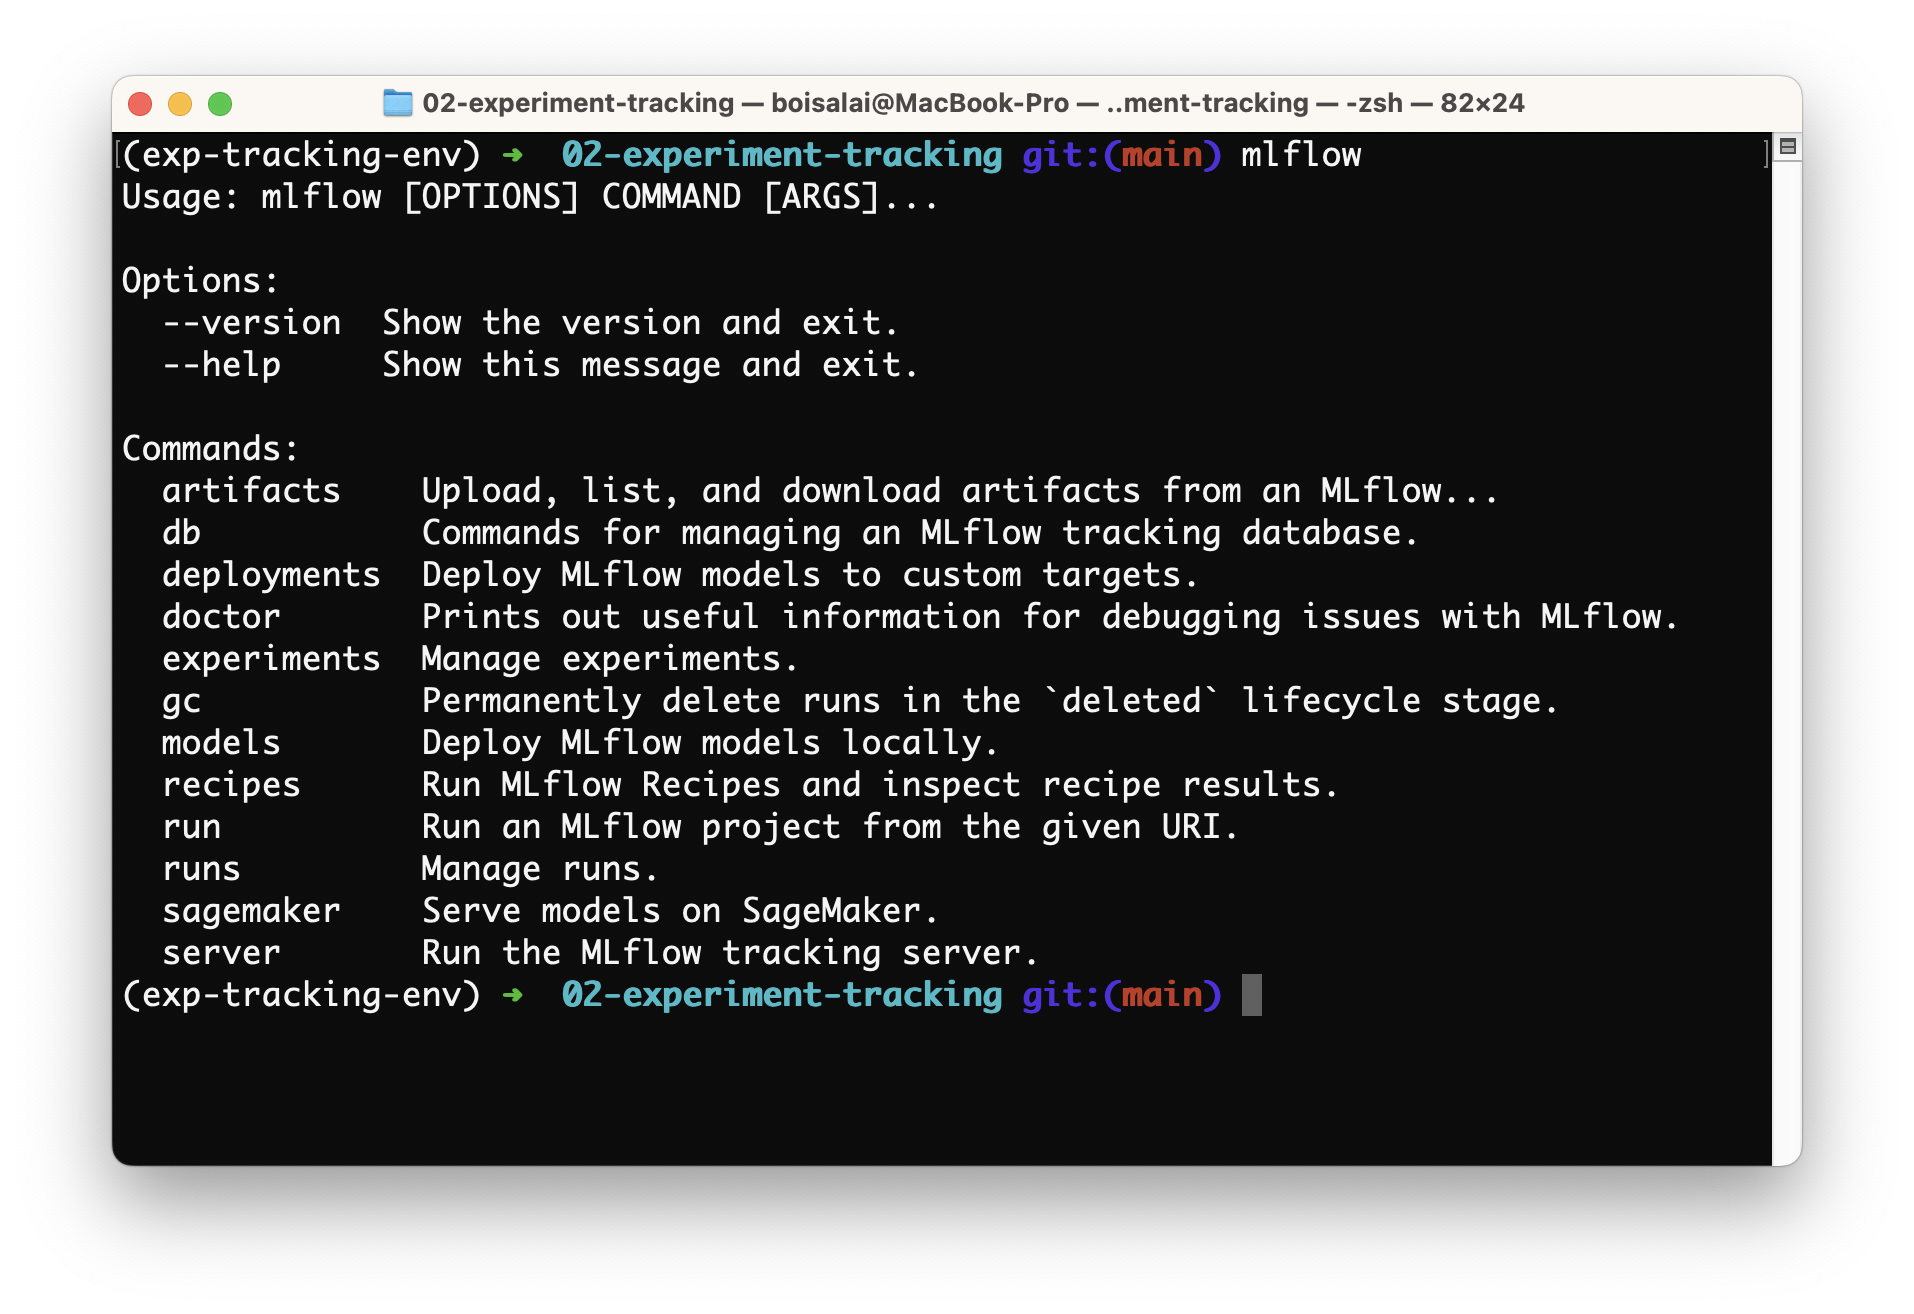 02-experiment-tracking — boisalai@MacBook-Pro — ..ment-tracking — -zsh — 82×24
(exp-tracking-env) ➜  02-experiment-tracking git:(main) mlflow
Usage: mlflow [OPTIONS] COMMAND [ARGS]...

Options:
  --version  Show the version and exit.
  --help     Show this message and exit.

Commands:
  artifacts    Upload, list, and download artifacts from an MLflow...
  db           Commands for managing an MLflow tracking database.
  deployments  Deploy MLflow models to custom targets.
  doctor       Prints out useful information for debugging issues with MLflow.
  experiments  Manage experiments.
  gc           Permanently delete runs in the `deleted` lifecycle stage.
  models       Deploy MLflow models locally.
  recipes      Run MLflow Recipes and inspect recipe results.
  run          Run an MLflow project from the given URI.
  runs         Manage runs.
  sagemaker    Serve models on SageMaker.
  server       Run the MLflow tracking server.
(exp-tracking-env) ➜  02-experiment-tracking git:(main)